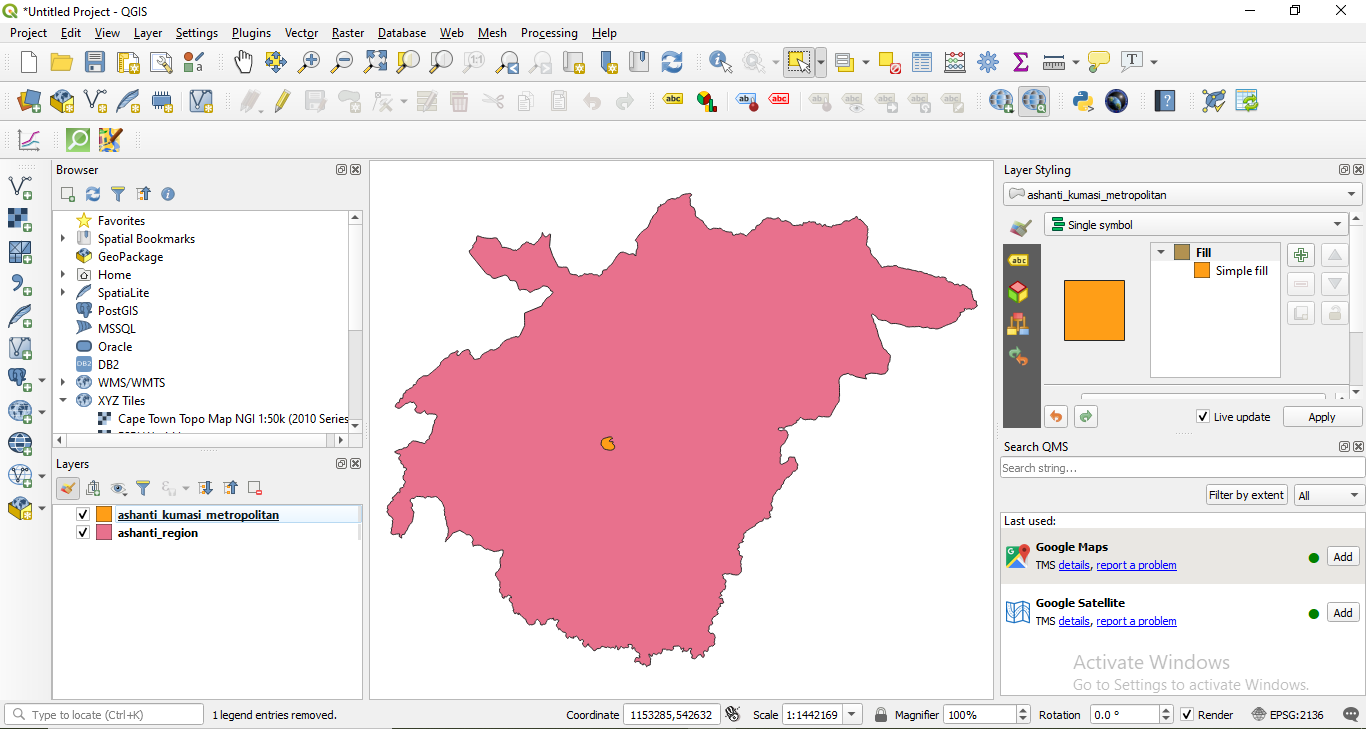 *Untitled Project - QGIS
Project Edit View Layer Settings Plugins Vector Raster Database Web Mesh Processing Help
Browser
Favorites
Spatial Bookmarks
GeoPackage
Home
SpatiaLite
PostGIS
MSSQL
Oracle
DB2
WMS/WMTS
XYZ Tiles
Cape Town Topo Map NGI 1:50k (2010 Series
Layers
ashanti_kumasi_metropolitan
ashanti_region
Layer Styling
ashanti_kumasi_metropolitan
Single symbol
Fill
Simple fill
Live update Apply
Search QMS
Search string...
Filter by extent All
Last used:
Google Maps
TMS details, report a problem
Add
Google Satellite
TMS details, report a problem
Add
Activate Windows
Go to Settings to activate Windows.
Type to locate (Ctrl+K) 1 legend entries removed. Coordinate 1153285,542632 Scale 1:1442169 Magnifier 100% Rotation 0.0 ° Render EPSG:2136